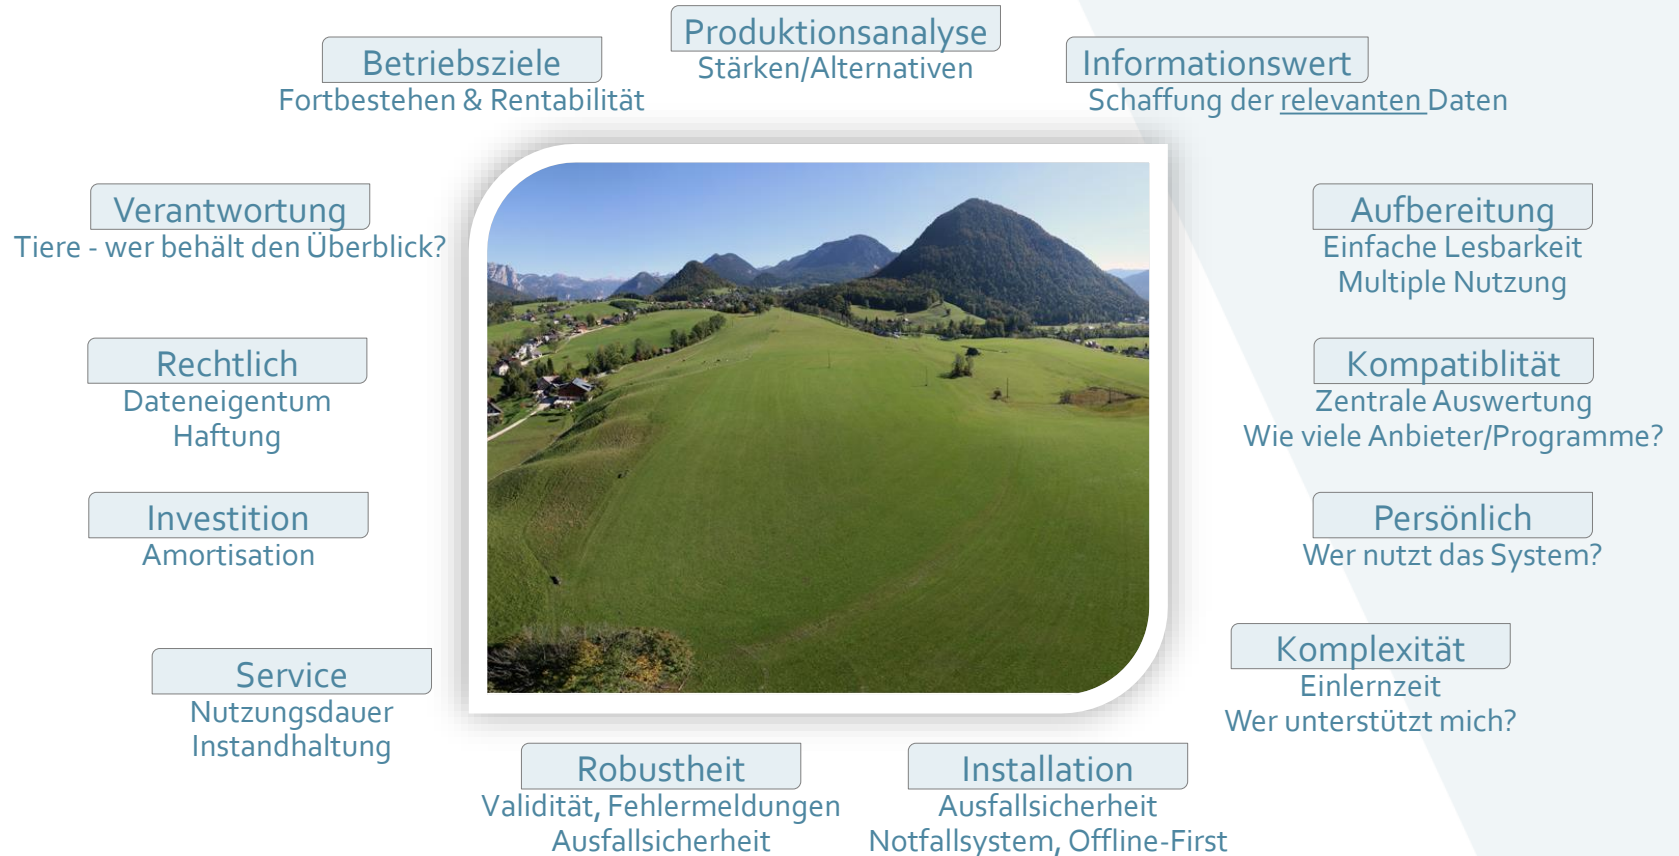 Produktionsanalyse
Stärken/Alternativen
Betriebsziele
Fortbestehen & Rentabilität
Informationswert
Schaffung der relevanten Daten
Verantwortung
Tiere - wer behält den Überblick?
Aufbereitung
Einfache Lesbarkeit
Multiple Nutzung
Rechtlich
Dateneigentum
Haftung
Kompatiblität
Zentrale Auswertung
Wie viele Anbieter/Programme?
Investition
Amortisation
Persönlich
Wer nutzt das System?
Service
Nutzungsdauer
Instandhaltung
Komplexität
Einlernzeit
Wer unterstützt mich?
Robustheit
Validität, Fehlermeldungen
Ausfallsicherheit
Installation
Ausfallsicherheit
Notfallsystem, Offline-First